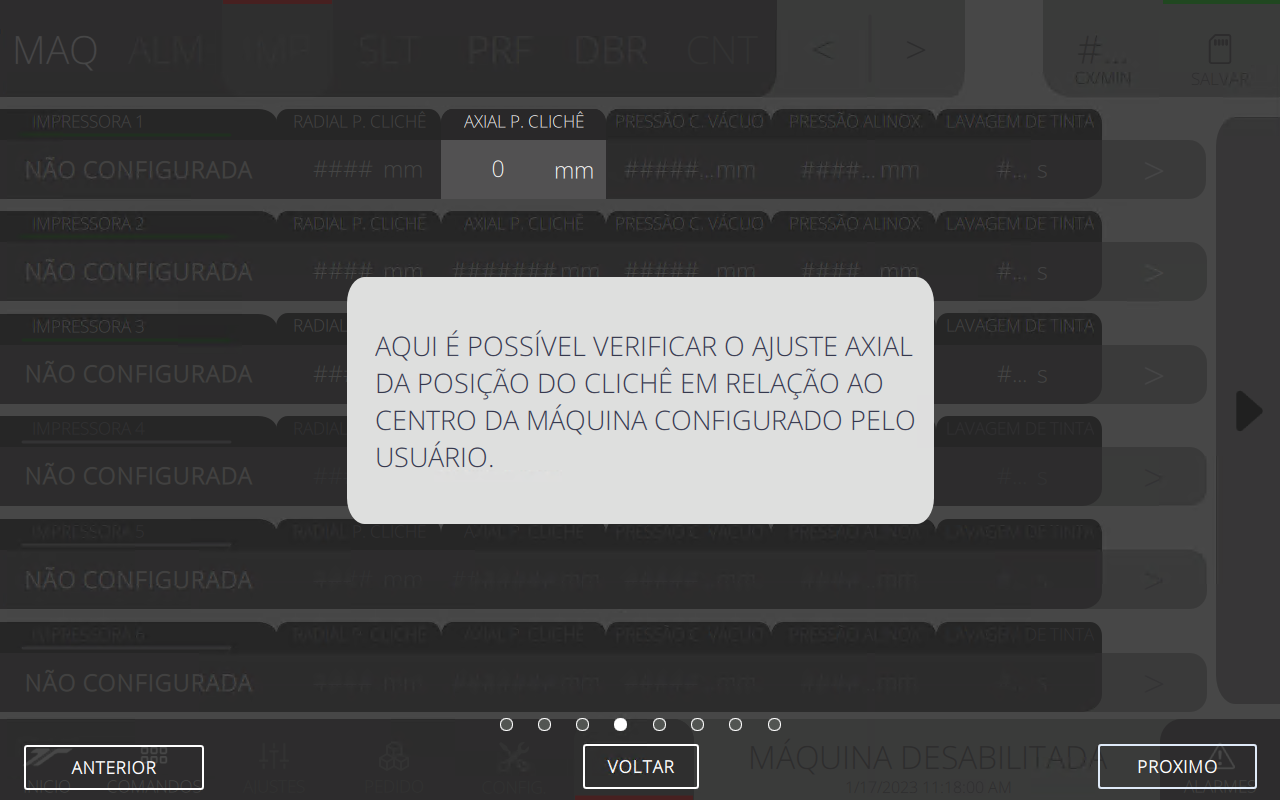 MAQ ALM IMP SLT PRF DBR CNT < > #... CX/MIN SALVAR
IMPRESSORA 1 RADIAL P. CLICHÊ AXIAL P. CLICHÊ PRESSÃO C. VÁCUO PRESSÃO ALINOX LAVAGEM DE TINTA
NÃO CONFIGURADA #### mm 0 mm #####... mm ####... mm #... s >
IMPRESSORA 2 RADIAL P. CLICHÊ AXIAL P. CLICHÊ PRESSÃO C. VÁCUO PRESSÃO ALINOX LAVAGEM DE TINTA
NÃO CONFIGURADA #### mm ####### mm #####... mm ####... mm #... s >
IMPRESSORA 3 RADIAL LAVAGEM DE TINTA
NÃO CONFIGURADA ## #... s >
IMPRESSORA 4 RADIAL LAVAGEM DE TINTA
NÃO CONFIGURADA ## #... s >
AQUI É POSSÍVEL VERIFICAR O AJUSTE AXIAL
DA POSIÇÃO DO CLICHÊ EM RELAÇÃO AO
CENTRO DA MÁQUINA CONFIGURADO PELO
USUÁRIO.
IMPRESSORA 5 RADIAL P. CLICHÊ AXIAL P. CLICHÊ PRESSÃO C. VÁCUO PRESSÃO ALINOX LAVAGEM DE TINTA
NÃO CONFIGURADA #### mm ####### mm #####... mm ####... mm #... s >
IMPRESSORA 6 RADIAL P. CLICHÊ AXIAL P. CLICHÊ PRESSÃO C. VÁCUO PRESSÃO ALINOX LAVAGEM DE TINTA
NÃO CONFIGURADA #### mm ####### mm #####... mm ####... mm #... s >
ANTERIOR VOLTAR PROXIMO
MÁQUINA DESABILITADA
INICIO COMANDOS AJUSTES PEDIDO CONFIG 1/17/2023 11:18:00 AM ALARMES